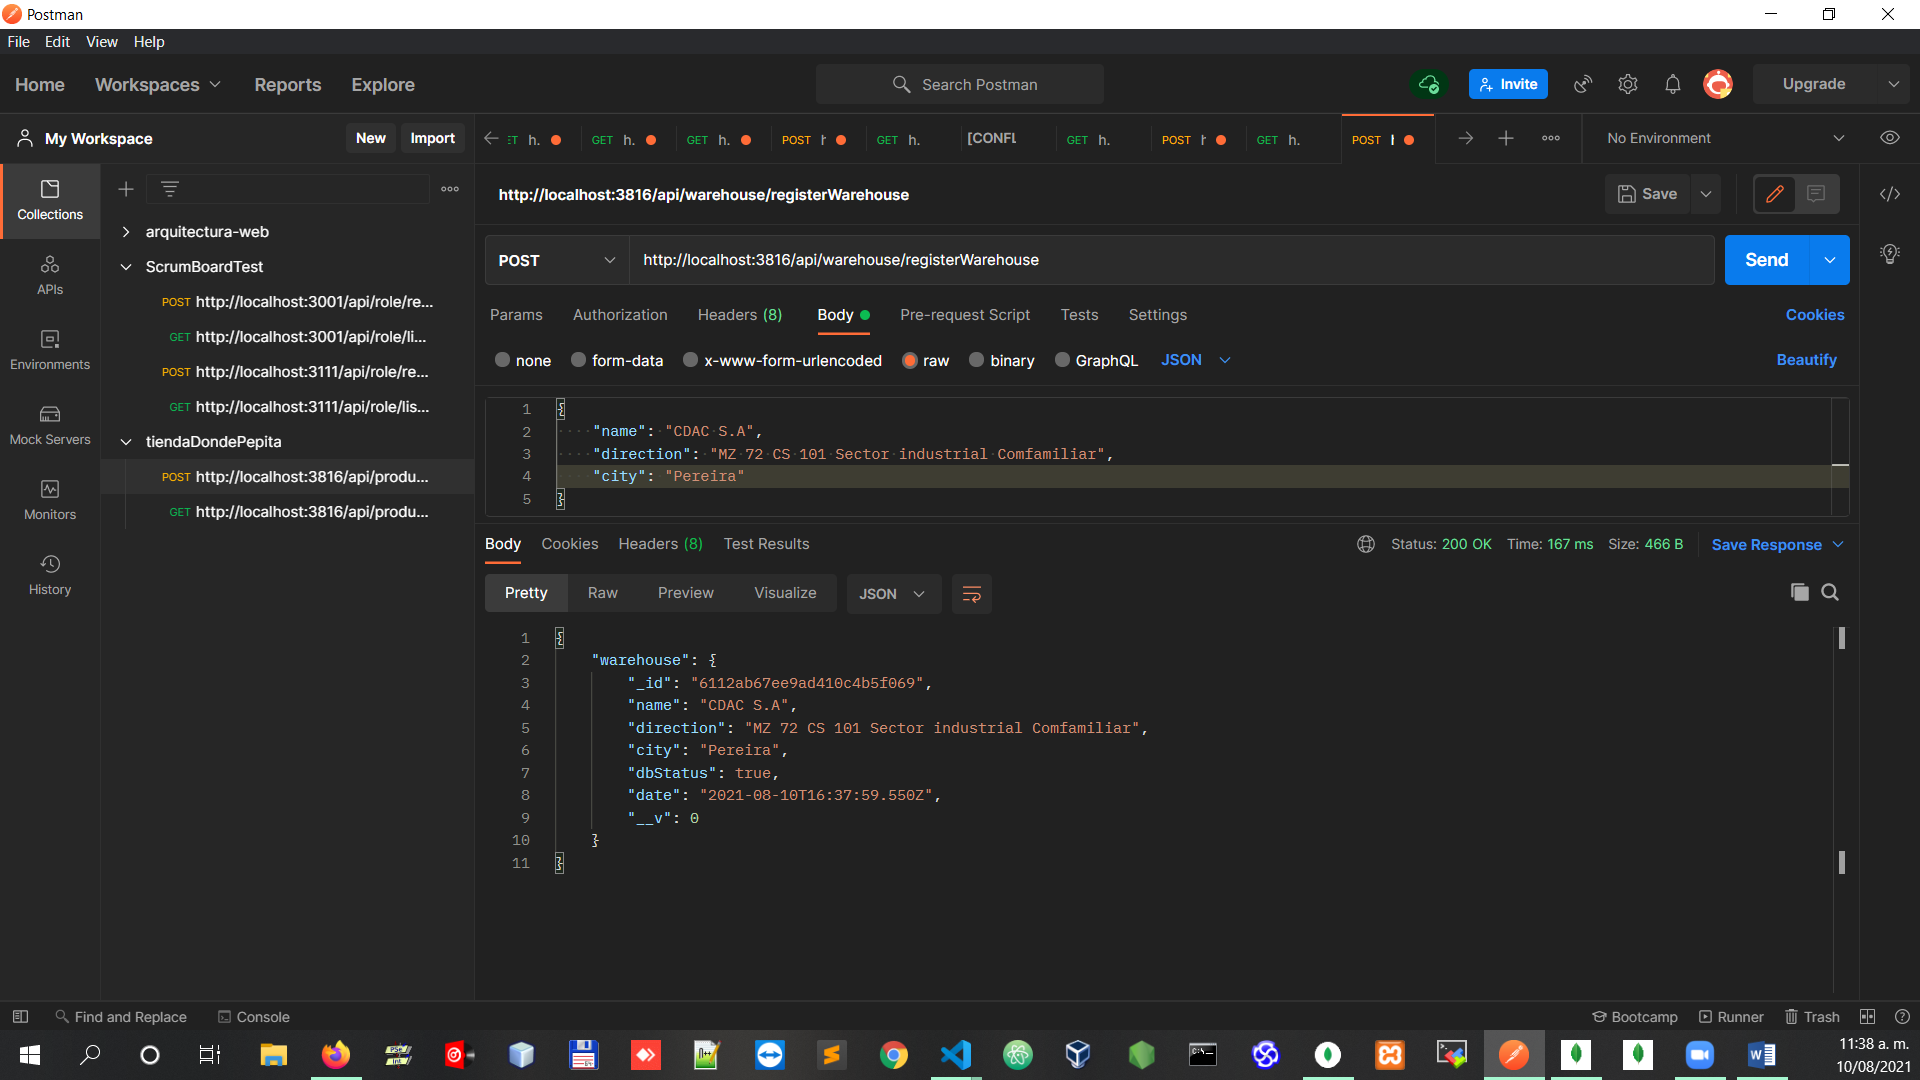 Postman
File Edit View Help
Home Workspaces Reports Explore Search Postman Invite Upgrade
My Workspace New Import
GET h. GET h. POST GET h. [CONFL GET h. POST GET h. POST
No Environment
http://localhost:3816/api/warehouse/registerWarehouse Save
Collections
APIs
Environments
Mock Servers
Monitors
History
arquitectura-web
ScrumBoardTest
POST http://localhost:3001/api/role/re...
GET http://localhost:3001/api/role/li...
POST http://localhost:3111/api/role/re...
GET http://localhost:3111/api/role/lis...
tiendaDondePepita
POST http://localhost:3816/api/produ...
GET http://localhost:3816/api/produ...
POST http://localhost:3816/api/warehouse/registerWarehouse Send
Params Authorization Headers (8) Body Pre-request Script Tests Settings Cookies
none form-data x-www-form-urlencoded raw binary GraphQL JSON Beautify
1 {
2 "name": "CDAC S.A",
3 "direction": "MZ 72 CS 101 Sector industrial Comfamiliar",
4 "city": "Pereira"
5 }
Body Cookies Headers (8) Test Results Status: 200 OK Time: 167 ms Size: 466 B Save Response
Pretty Raw Preview Visualize JSON
1 {
2 "warehouse": {
3 "_id": "6112ab67ee9ad410c4b5f069",
4 "name": "CDAC S.A",
5 "direction": "MZ 72 CS 101 Sector industrial Comfamiliar",
6 "city": "Pereira",
7 "dbStatus": true,
8 "date": "2021-08-10T16:37:59.550Z",
9 "__v": 0
10 }
11 }
Find and Replace Console Bootcamp Runner Trash
11:38 a. m.
10/08/2021